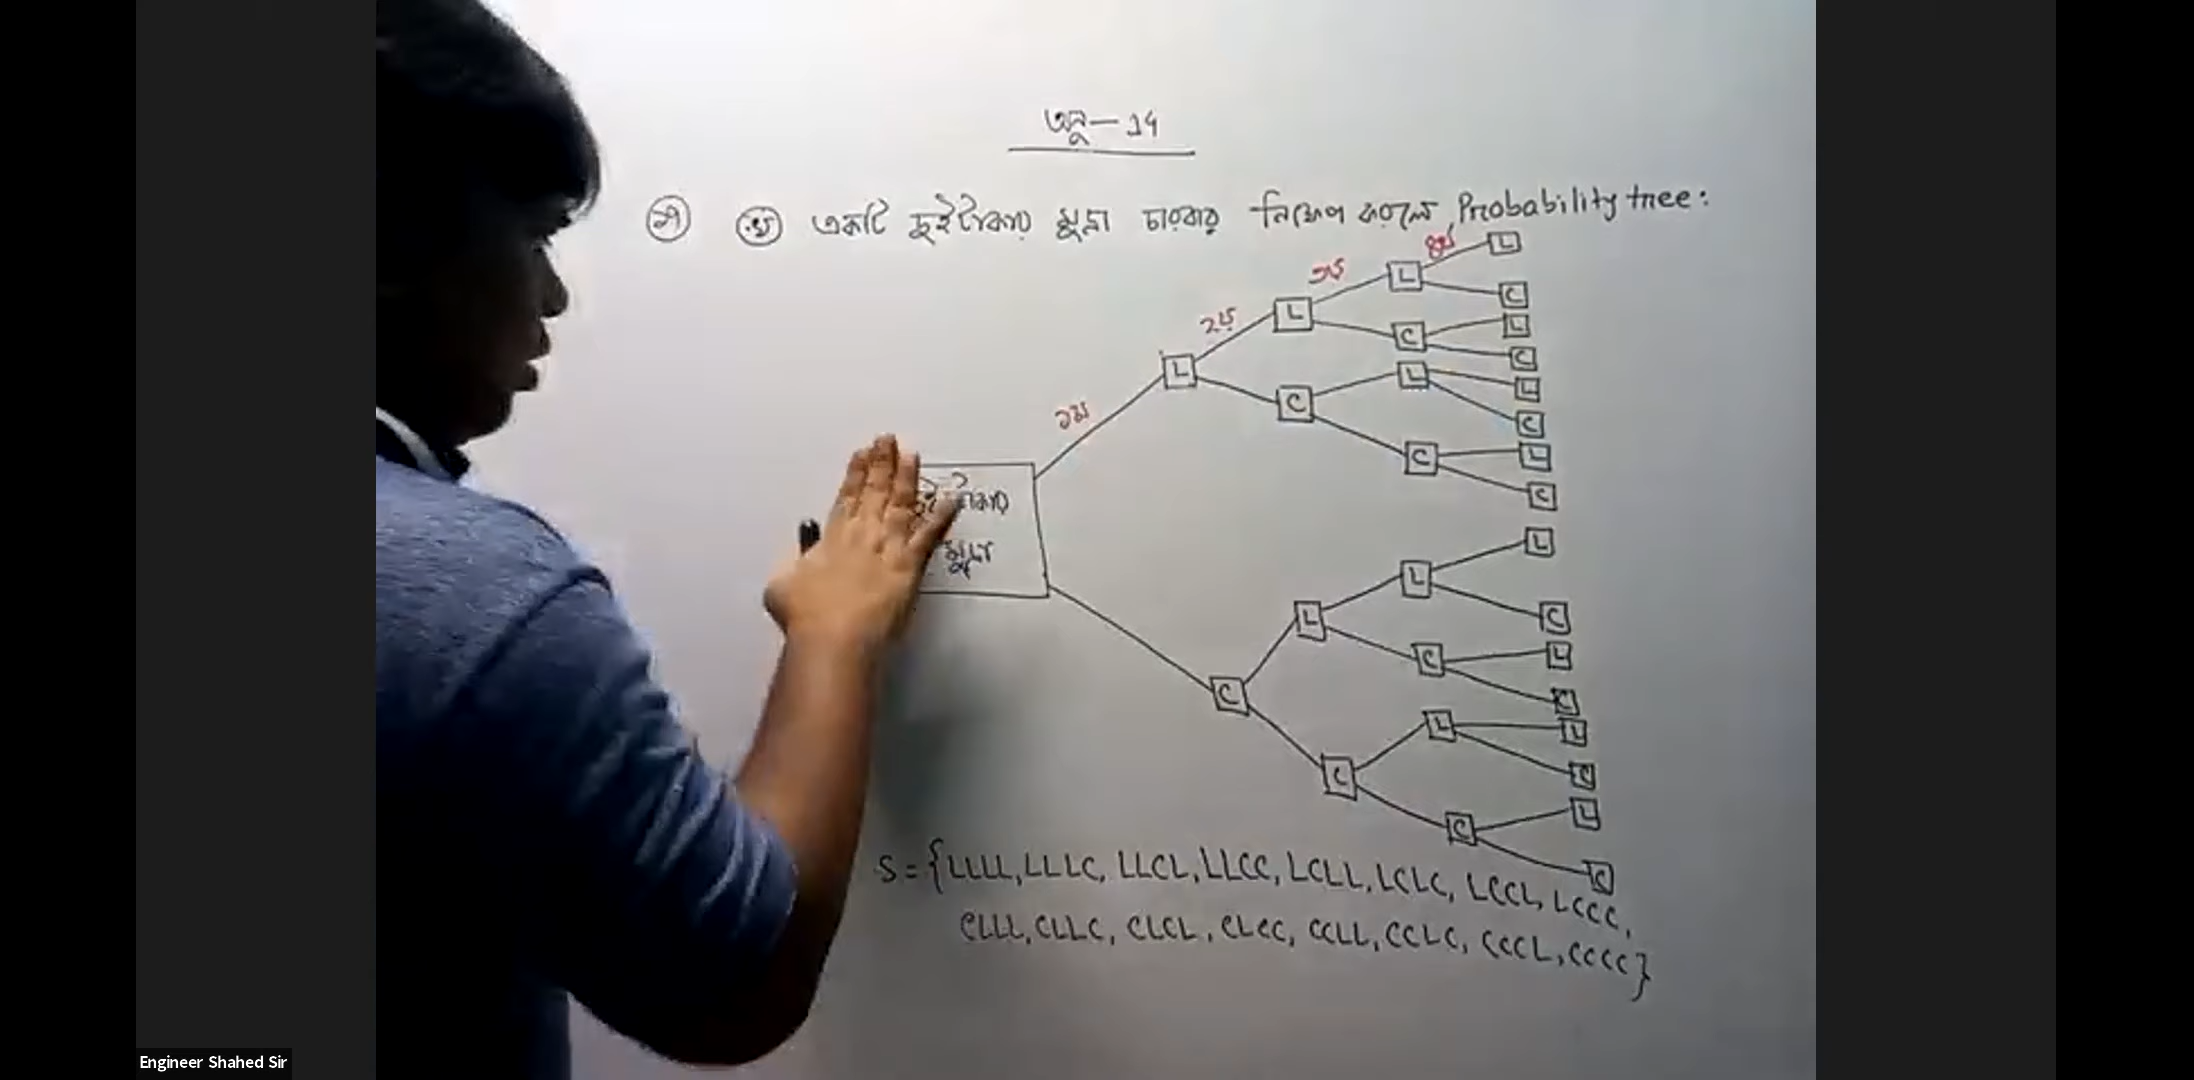 অনু — 14
একটি দুইটাকার মুদ্রা চারবার নিক্ষেপ করলে Probability tree:
৪র্থ L
৩য় L C
২য় L C L
L C L C
১ম C L C
C L
C
টাকার
মুদ্রা
L
L
L C
C L
C
C L L
C C
L
C
C
S = {LLLL, LLLC, LLCL, LLCC, LCLL, LCLC, LCCL, LCCC,
CLLL, CLLC, CLCL, CLCC, CCLL, CCLC, CCCL, CCCC}
Engineer Shahed Sir